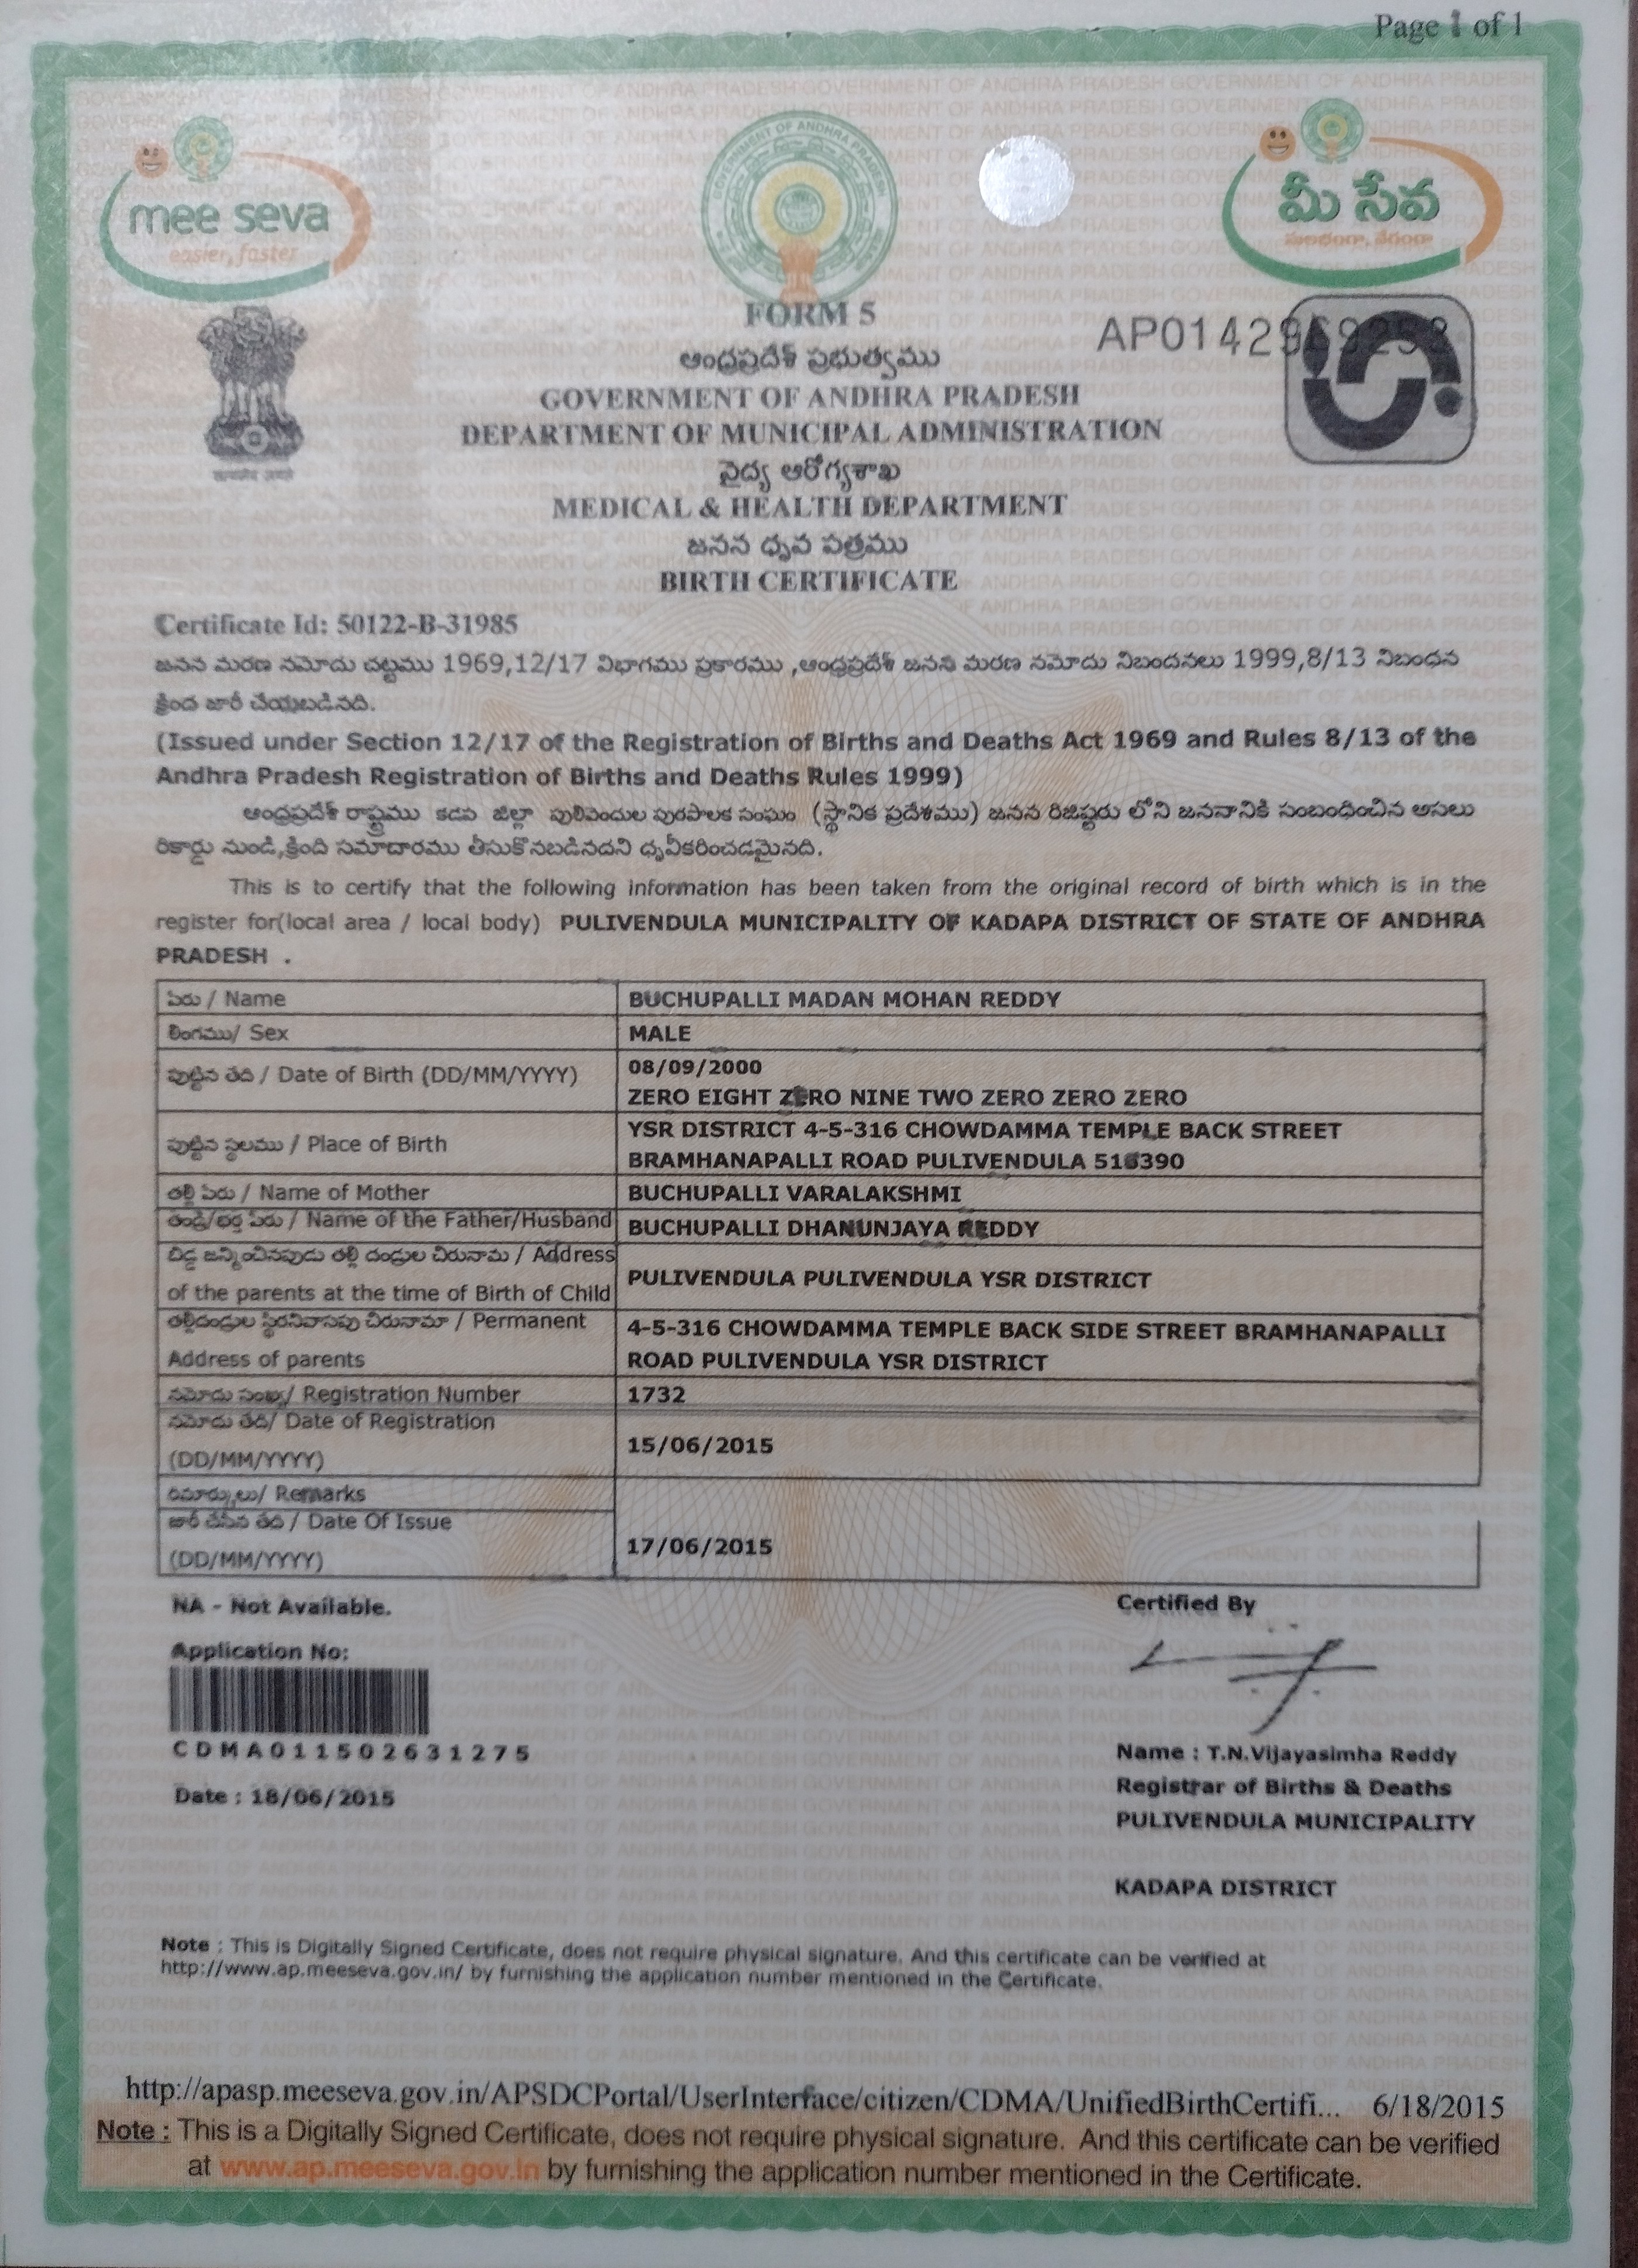 Page 1 of 1
mee seva
easier, faster
GOVERNMENT OF ANDHRA PRADESH
మీ సేవ
FORM 5
ఆంధ్రప్రదేశ్ ప్రభుత్వము
GOVERNMENT OF ANDHRA PRADESH
DEPARTMENT OF MUNICIPAL ADMINISTRATION
వైద్య ఆరోగ్యశాఖ
MEDICAL & HEALTH DEPARTMENT
జనన ధృవ పత్రము
BIRTH CERTIFICATE
Certificate Id: 50122-B-31985
జనన మరణ నమోదు చట్టము 1969,12/17 విభాగము ప్రకారము ,ఆంధ్రప్రదేశ్ జనన మరణ నమోదు నిబందనలు 1999,8/13 నిబంధన
క్రింద జారీ చేయబడినది.
(Issued under Section 12/17 of the Registration of Births and Deaths Act 1969 and Rules 8/13 of the
Andhra Pradesh Registration of Births and Deaths Rules 1999)
ఆంధ్రప్రదేశ్ రాష్ట్రము కడప జిల్లా పులివెందుల పురపాలక సంఘం (స్థానిక ప్రదేశము) జనన రిజిష్టరు లోని జననానికి సంబంధించిన అసలు
రికార్డు నుండి,క్రింది సమాచారము తీసుకొనబడినదని ధృవీకరించడమైనది.
This is to certify that the following information has been taken from the original record of birth which is in the
register for(local area / local body) PULIVENDULA MUNICIPALITY OF KADAPA DISTRICT OF STATE OF ANDHRA
PRADESH .
పేరు / Name BUCHUPALLI MADAN MOHAN REDDY
లింగము/ Sex MALE
పుట్టిన తేది / Date of Birth (DD/MM/YYYY) 08/09/2000
ZERO EIGHT ZERO NINE TWO ZERO ZERO ZERO
పుట్టిన స్థలము / Place of Birth YSR DISTRICT 4-5-316 CHOWDAMMA TEMPLE BACK STREET
BRAMHANAPALLI ROAD PULIVENDULA 516390
తల్లి పేరు / Name of Mother BUCHUPALLI VARALAKSHMI
తండ్రి/భర్త పేరు / Name of the Father/Husband BUCHUPALLI DHANUNJAYA REDDY
బిడ్డ జన్మించినపుడు తల్లి దండ్రుల చిరునామ / Address
of the parents at the time of Birth of Child PULIVENDULA PULIVENDULA YSR DISTRICT
తల్లిదండ్రుల స్థిరనివాసపు చిరునామా / Permanent
Address of parents 4-5-316 CHOWDAMMA TEMPLE BACK SIDE STREET BRAMHANAPALLI
ROAD PULIVENDULA YSR DISTRICT
నమోదు సంఖ్య/ Registration Number 1732
నమోదు తేది/ Date of Registration
(DD/MM/YYYY) 15/06/2015
రిమార్కులు/ Remarks
జారీ చేసిన తేది / Date Of Issue
(DD/MM/YYYY) 17/06/2015
NA - Not Available.
Certified By
Application No:
CDMA011502631275
Date : 18/06/2015
Name : T.N.Vijayasimha Reddy
Registrar of Births & Deaths
PULIVENDULA MUNICIPALITY
KADAPA DISTRICT
Note : This is Digitally Signed Certificate, does not require physical signature. And this certificate can be verified at
http://www.ap.meeseva.gov.in/ by furnishing the application number mentioned in the Certificate.
http://apasp.meeseva.gov.in/APSDCPortal/UserInterface/citizen/CDMA/UnifiedBirthCertifi... 6/18/2015
Note : This is a Digitally Signed Certificate, does not require physical signature. And this certificate can be verified
at www.ap.meeseva.gov.in by furnishing the application number mentioned in the Certificate.